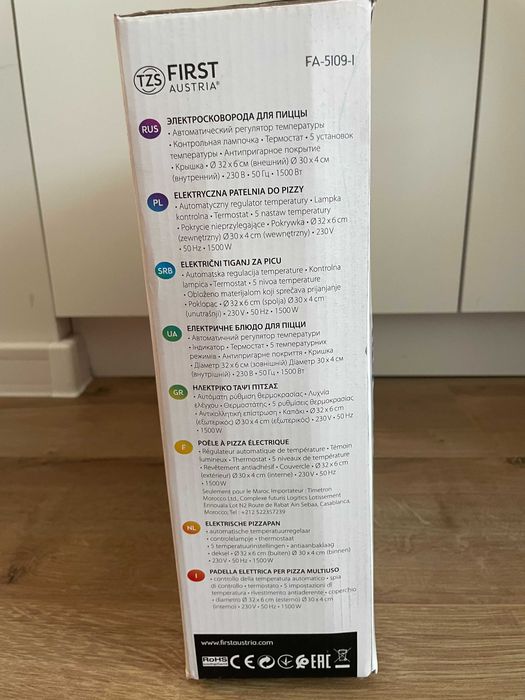 TZS FIRST
AUSTRIA®
FA-5109-1
RUS ЭЛЕКТРОСКОВОРОДА ДЛЯ ПИЦЦЫ
• Автоматический регулятор температуры
• Контрольная лампочка • Термостат • 5 установок
температуры • Антипригарное покрытие
• Крышка • Ø 32 x 6 см (внешний) Ø 30 x 4 см
(внутренний) • 230 В • 50 Гц • 1500 Вт
PL ELEKTRYCZNA PATELNIA DO PIZZY
• Automatyczny regulator temperatury • Lampka
kontrolna • Termostat • 5 nastaw temperatury
• Pokrycie nieprzylegające • Pokrywka • Ø 32 x 6 cm
(zewnętrzny) Ø 30 x 4 cm (wewnętrzny) • 230 V
• 50 Hz • 1500 W
SRB ELEKTRIČNI TIGANJ ZA PICU
• Automatska regulacija temperature • Kontrolna
lampica • Termostat • 5 nivoa temperature
• Obloženo materijalom koji sprečava prijanjanje
• Poklopac • Ø 32 x 6 cm (spolja) Ø 30 x 4 cm
(unutrašnji) • 230V • 50 Hz • 1500 W
UA ЕЛЕКТРИЧНЕ БЛЮДО ДЛЯ ПІЦЦИ
• Автоматичний регулятор температури
• Індикатор • Термостат • 5 температурних
режимів • Антипригарне покриття • Кришка
• Діаметр 32 x 6 см (зовнішній) Діаметр 30 x 4 см
(внутрішній) • 230 В • 50 Гц • 1500 Вт
GR ΗΛΕΚΤΡΙΚΟ ΤΑΨΙ ΠΙΤΣΑΣ
• Αυτόματη ρύθμιση θερμοκρασίας • Λυχνία
ελέγχου • Θερμοστάτης • 5 ρυθμίσεις θερμοκρασίας
• Αντικολλητική επίστρωση • Καπάκι • Ø 32 x 6 cm
(εξωτερικός) Ø 30 x 4 cm (εσωτερικός) • 230 V • 50 Hz
• 1500 W
F POÊLE À PIZZA ÉLECTRIQUE
• Régulateur automatique de température • Témoin
lumineux • Thermostat • 5 niveaux de température
• Revêtement antiadhésif • Couvercle • Ø 32 x 6 cm
(extérieur) Ø 30 x 4 cm (interne) • 230V • 50 Hz
• 1500 W
Seulement pour le Maroc Importateur : Timetron
Morocco Ltd. Complexe futuris Logitics Lotissement
Ennouala Lot N2 Route de Rabat Ain Sebaa, Casablanca,
Morocco, Tel : +212 522357239
NL ELEKTRISCHE PIZZAPAN
• automatische temperatuurregelaar
• controlelampje • thermostaat
• 5 temperatuurinstellingen • antiaanbaklaag
• deksel • Ø 32 x 6 cm (buiten) Ø 30 x 4 cm (binnen)
• 230V • 50 Hz • 1500 W
I PADELLA ELETTRICA PER PIZZA MULTIUSO
• controllo della temperatura automatico • spia
di controllo • termostato • 5 impostazioni di
temperatura • rivestimento antiaderente • coperchio
• diametro Ø 32 x 6 cm (esterno) Ø 30 x 4 cm
(interno) • 230V • 50 Hz • 1500 W
www.firstaustria.com
RoHS
compliant
CE EAC